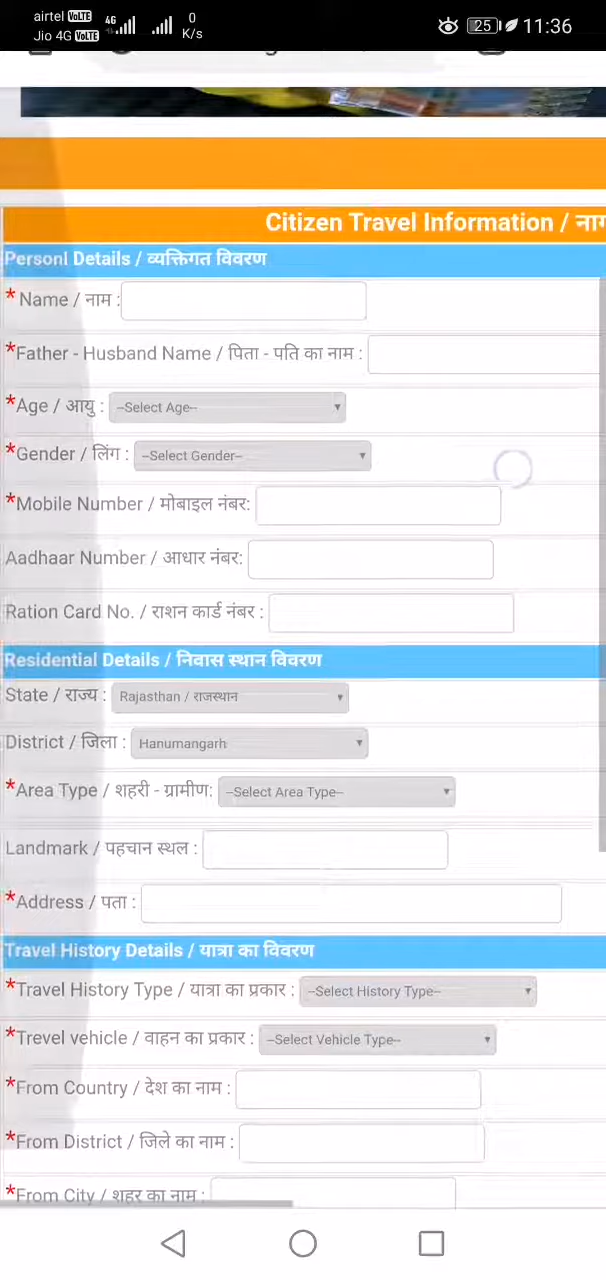 airtel VoLTE 4G 0 25 11:36
Jio 4G VoLTE K/s
Citizen Travel Information /
Personl Details / व्यक्तिगत विवरण
*Name / नाम :
*Father - Husband Name / पिता - पति का नाम :
*Age / आयु : --Select Age--
*Gender / लिंग : --Select Gender--
*Mobile Number / मोबाइल नंबर:
Aadhaar Number / आधार नंबर:
Ration Card No. / राशन कार्ड नंबर :
Residential Details / निवास स्थान विवरण
State / राज्य : Rajasthan / राजस्थान
District / जिला : Hanumangarh
*Area Type / शहरी - ग्रामीण: --Select Area Type--
Landmark / पहचान स्थल :
*Address / पता :
Travel History Details / यात्रा का विवरण
*Travel History Type / यात्रा का प्रकार : --Select History Type--
*Trevel vehicle / वाहन का प्रकार : --Select Vehicle Type--
*From Country / देश का नाम :
*From District / जिले का नाम :
*From City / शहर का नाम :